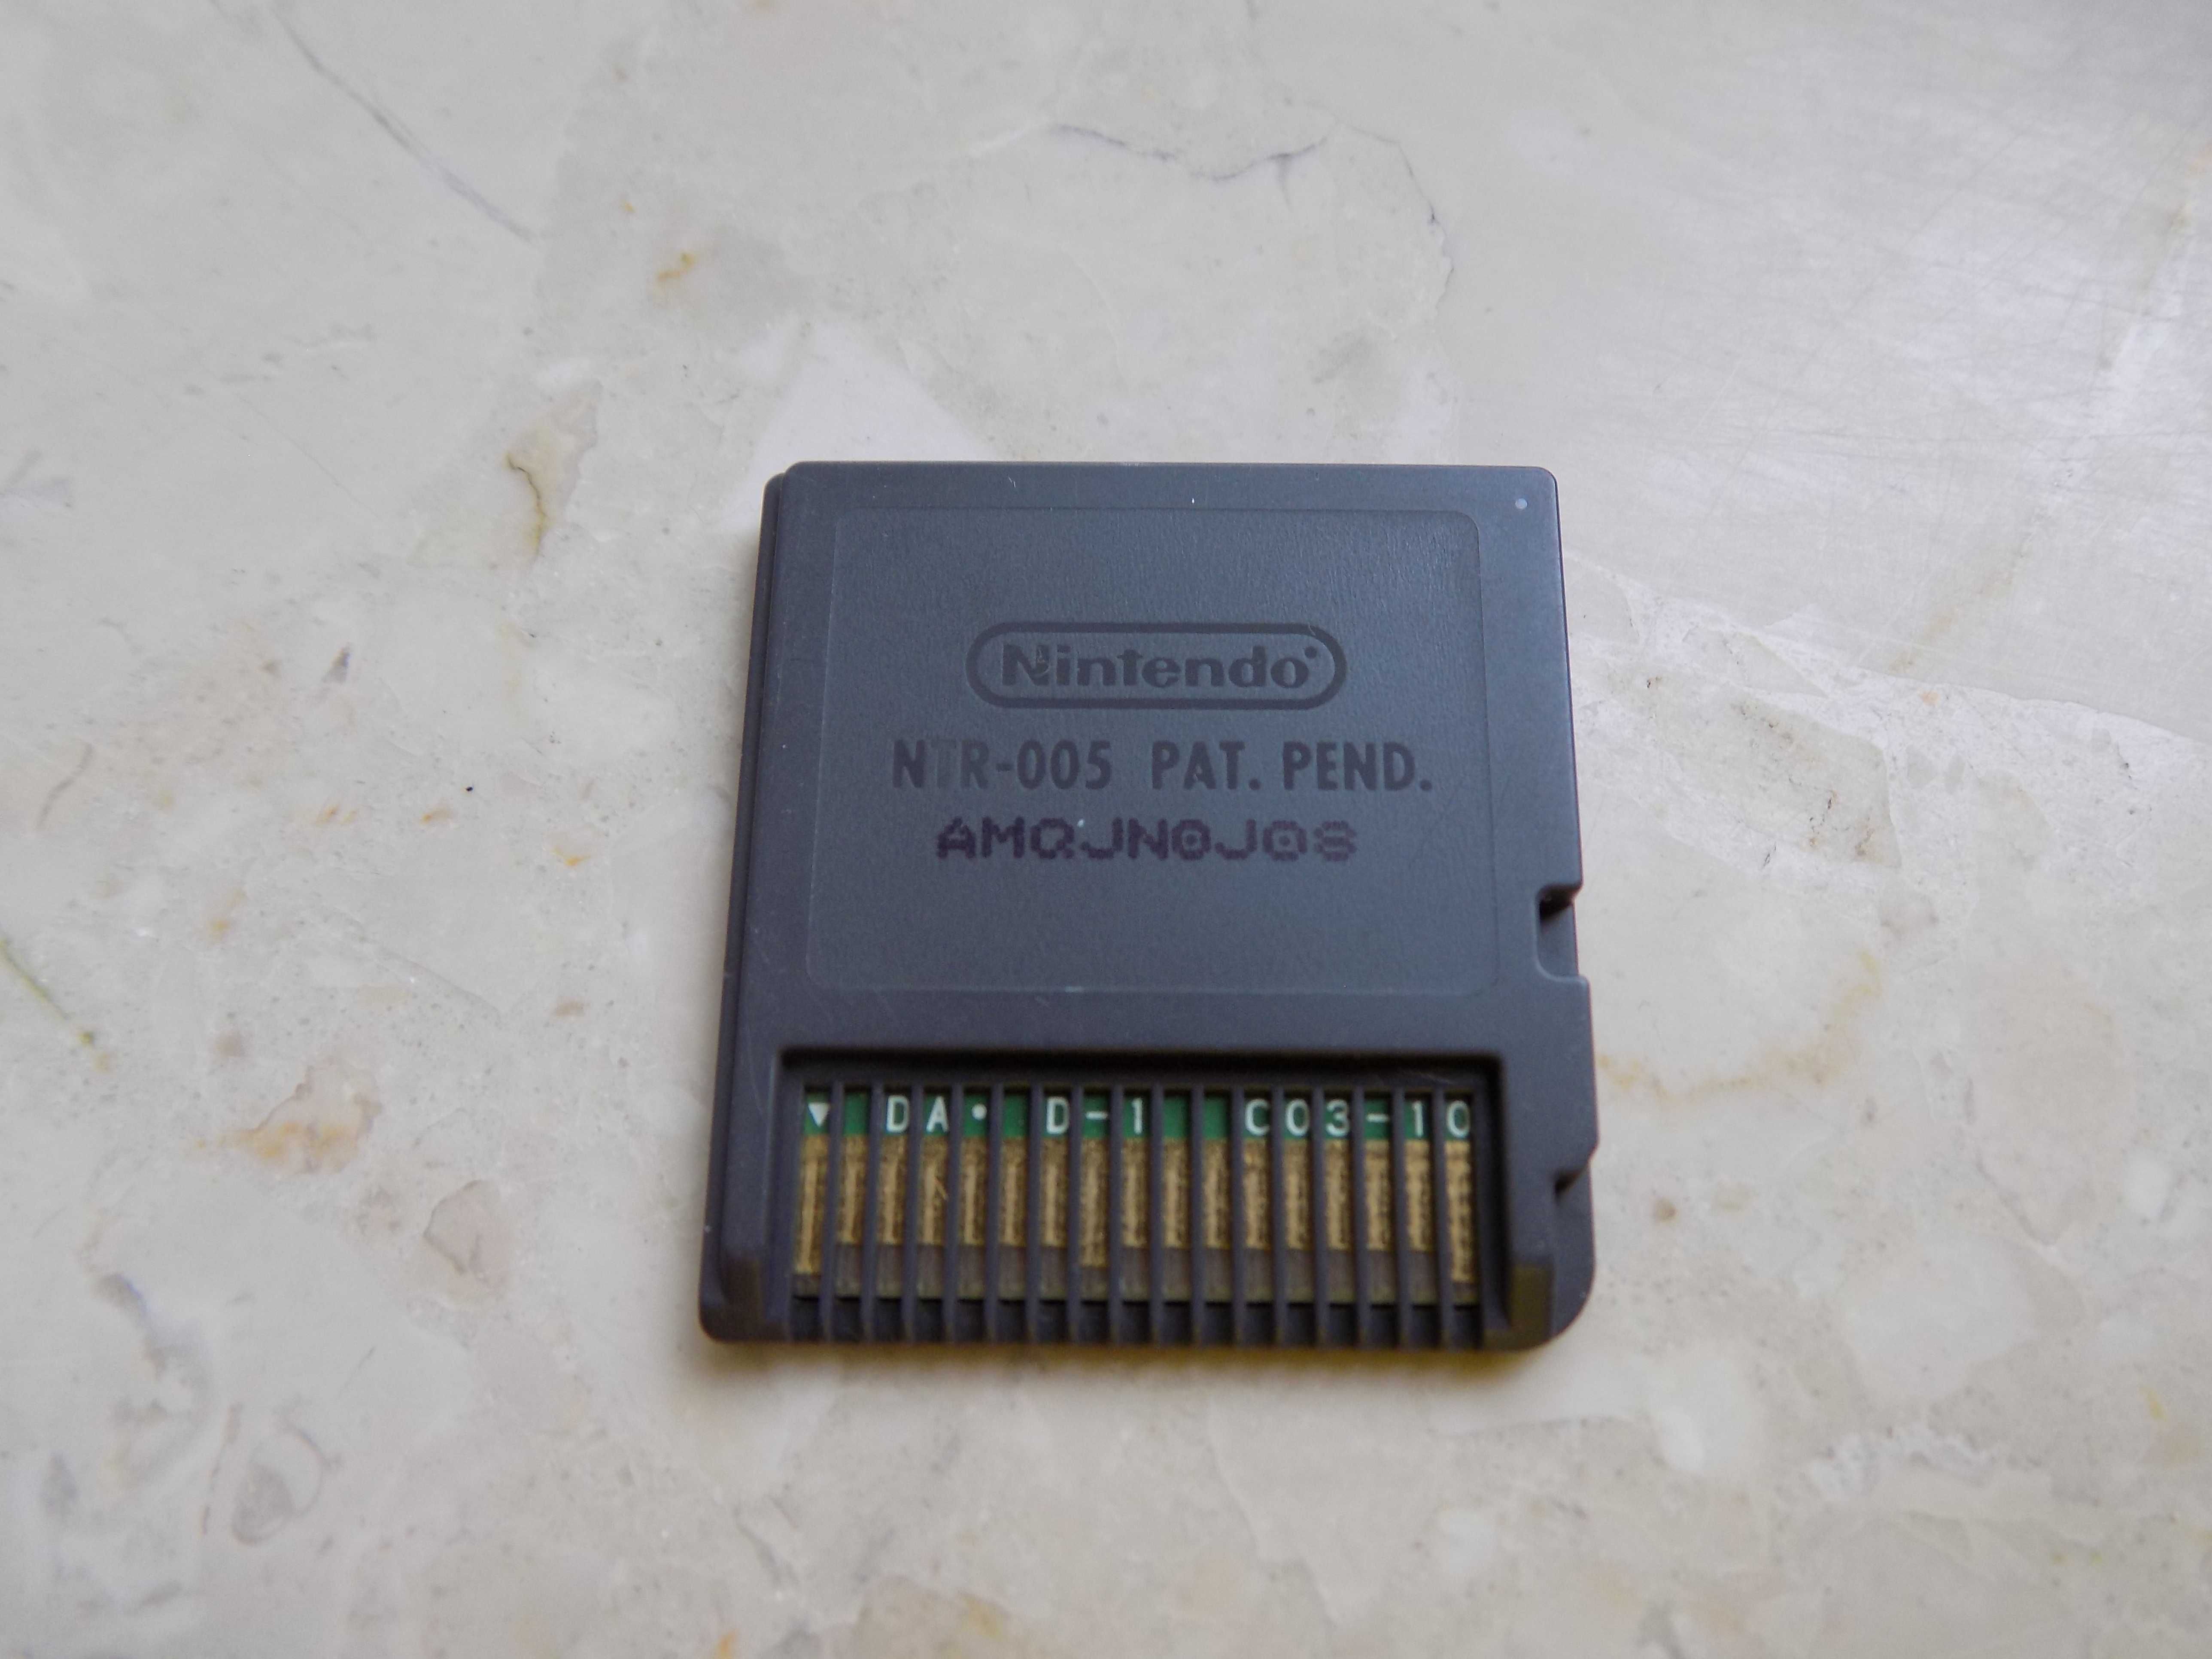 Nintendo
NTR-005 PAT. PEND.
AMQJN0J08
DA• D-1 C03-10